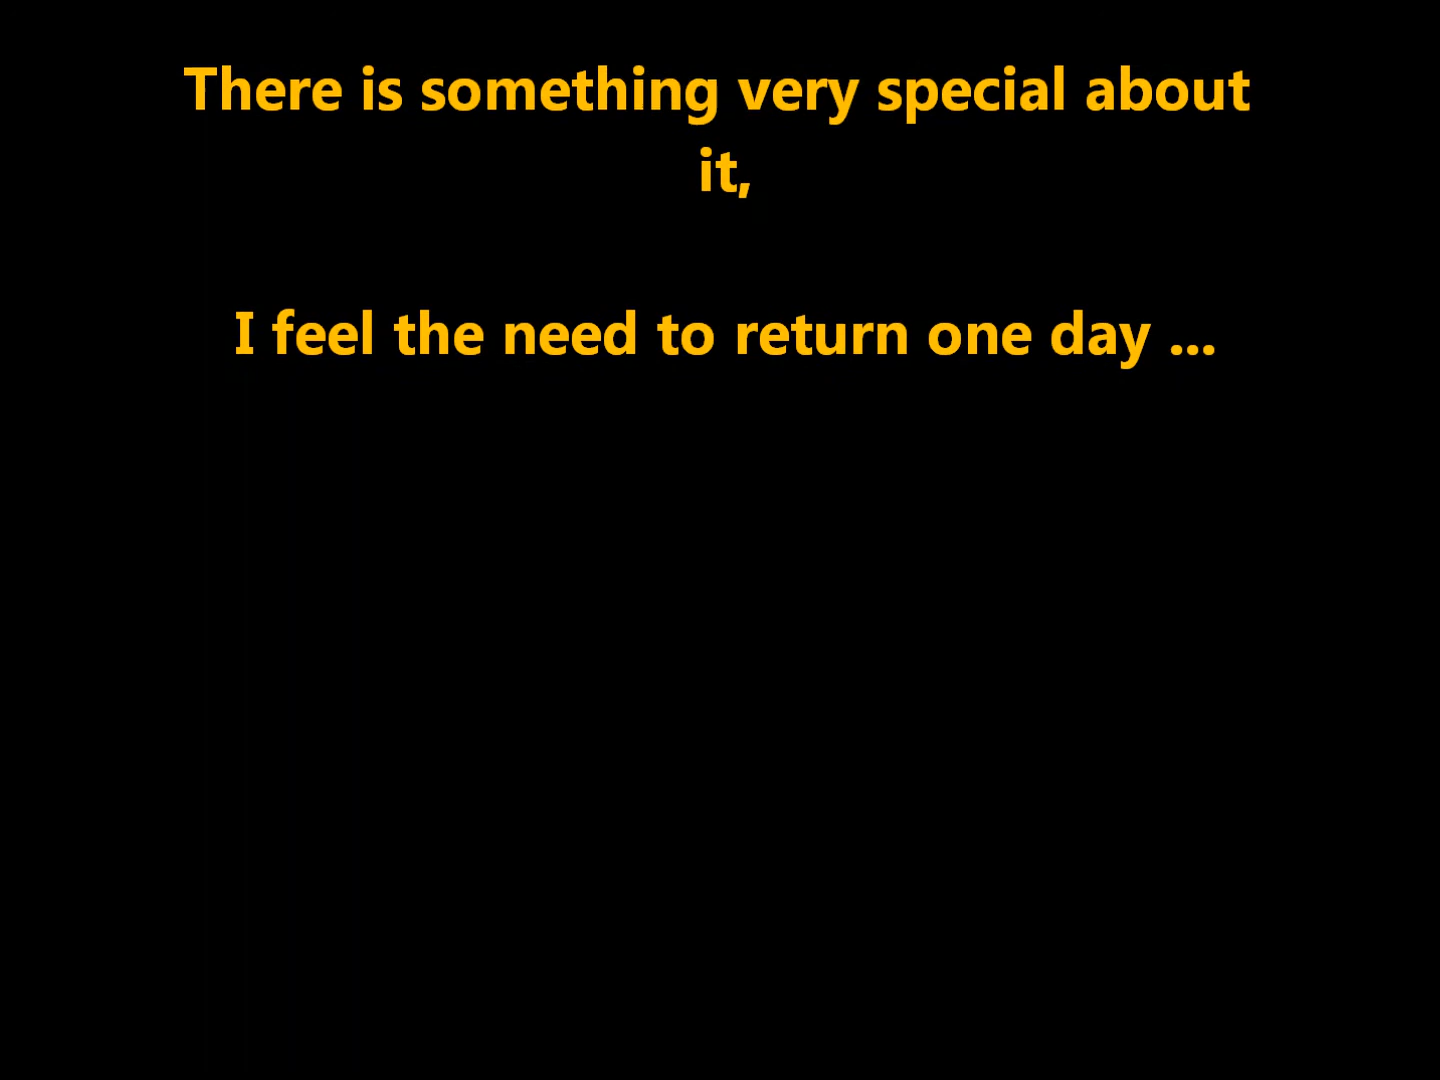 There is something very special about
it,
I feel the need to return one day ...